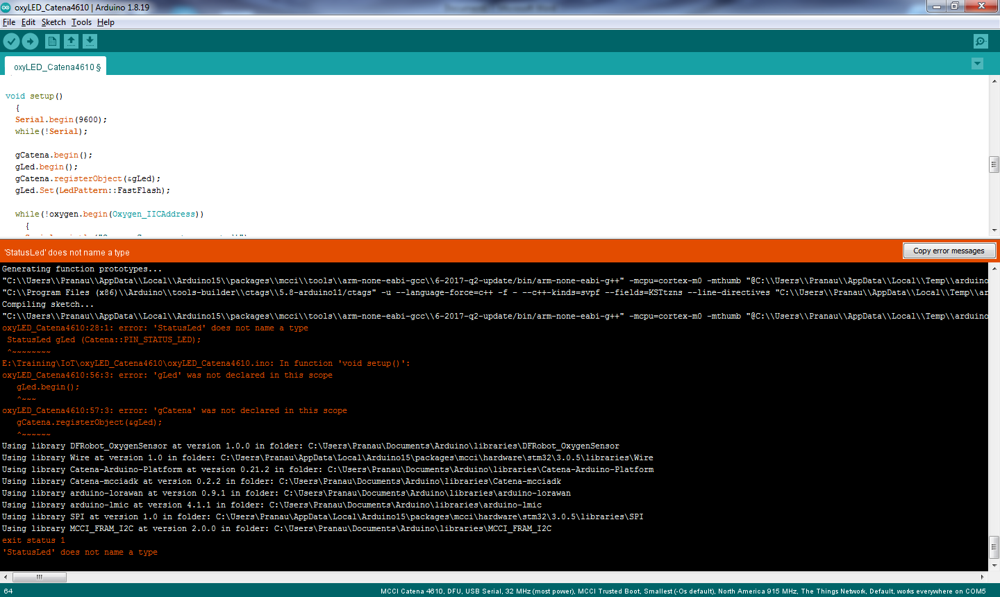 oxyLED_Catena4610 | Arduino 1.8.19
File Edit Sketch Tools Help
oxyLED_Catena4610 §
void setup()
{
Serial.begin(9600);
while(!Serial);
gCatena.begin();
gLed.begin();
gCatena.registerObject(&gLed);
gLed.Set(LedPattern::FastFlash);
while(!oxygen.begin(Oxygen_IICAddress))
{
'StatusLed' does not name a type
Copy error messages
Generating function prototypes...
"C:\\Users\\Pranau\\AppData\\Local\\Arduino15\\packages\\mcci\\tools\\arm-none-eabi-gcc\\6-2017-q2-update/bin/arm-none-eabi-g++" -mcpu=cortex-m0 -mthumb "@C:\\Users\\Pranau\\AppData\\Local\\Temp\\arduino
"C:\\Program Files (x86)\\Arduino\\tools-builder\\ctags\\5.8-arduino11/ctags" -u --language-force=c++ -f - --c++-kinds=svpf --fields=KSTtzns --line-directives "C:\\Users\\Pranau\\AppData\\Local\\Temp\\ar
Compiling sketch...
"C:\\Users\\Pranau\\AppData\\Local\\Arduino15\\packages\\mcci\\tools\\arm-none-eabi-gcc\\6-2017-q2-update/bin/arm-none-eabi-g++" -mcpu=cortex-m0 -mthumb "@C:\\Users\\Pranau\\AppData\\Local\\Temp\\arduino
oxyLED_Catena4610:28:1: error: 'StatusLed' does not name a type
StatusLed gLed (Catena::PIN_STATUS_LED);
^~~~~~~~~
E:\Training\IoT\oxyLED_Catena4610\oxyLED_Catena4610.ino: In function 'void setup()':
oxyLED_Catena4610:56:3: error: 'gLed' was not declared in this scope
gLed.begin();
^~~~
oxyLED_Catena4610:57:3: error: 'gCatena' was not declared in this scope
gCatena.registerObject(&gLed);
^~~~~~~
Using library DFRobot_OxygenSensor at version 1.0.0 in folder: C:\Users\Pranau\Documents\Arduino\libraries\DFRobot_OxygenSensor
Using library Wire at version 1.0 in folder: C:\Users\Pranau\AppData\Local\Arduino15\packages\mcci\hardware\stm32\3.0.5\libraries\Wire
Using library Catena-Arduino-Platform at version 0.21.2 in folder: C:\Users\Pranau\Documents\Arduino\libraries\Catena-Arduino-Platform
Using library Catena-mcciadk at version 0.2.2 in folder: C:\Users\Pranau\Documents\Arduino\libraries\Catena-mcciadk
Using library arduino-lorawan at version 0.9.1 in folder: C:\Users\Pranau\Documents\Arduino\libraries\arduino-lorawan
Using library arduino-lmic at version 4.1.1 in folder: C:\Users\Pranau\Documents\Arduino\libraries\arduino-lmic
Using library SPI at version 1.0 in folder: C:\Users\Pranau\AppData\Local\Arduino15\packages\mcci\hardware\stm32\3.0.5\libraries\SPI
Using library MCCI_FRAM_I2C at version 2.0.0 in folder: C:\Users\Pranau\Documents\Arduino\libraries\MCCI_FRAM_I2C
exit status 1
'StatusLed' does not name a type
64
MCCI Catena 4610, DFU, USB Serial, 32 MHz (most power), MCCI Trusted Boot, Smallest (-Os default), North America 915 MHz, The Things Network, Default, works everywhere on COM5